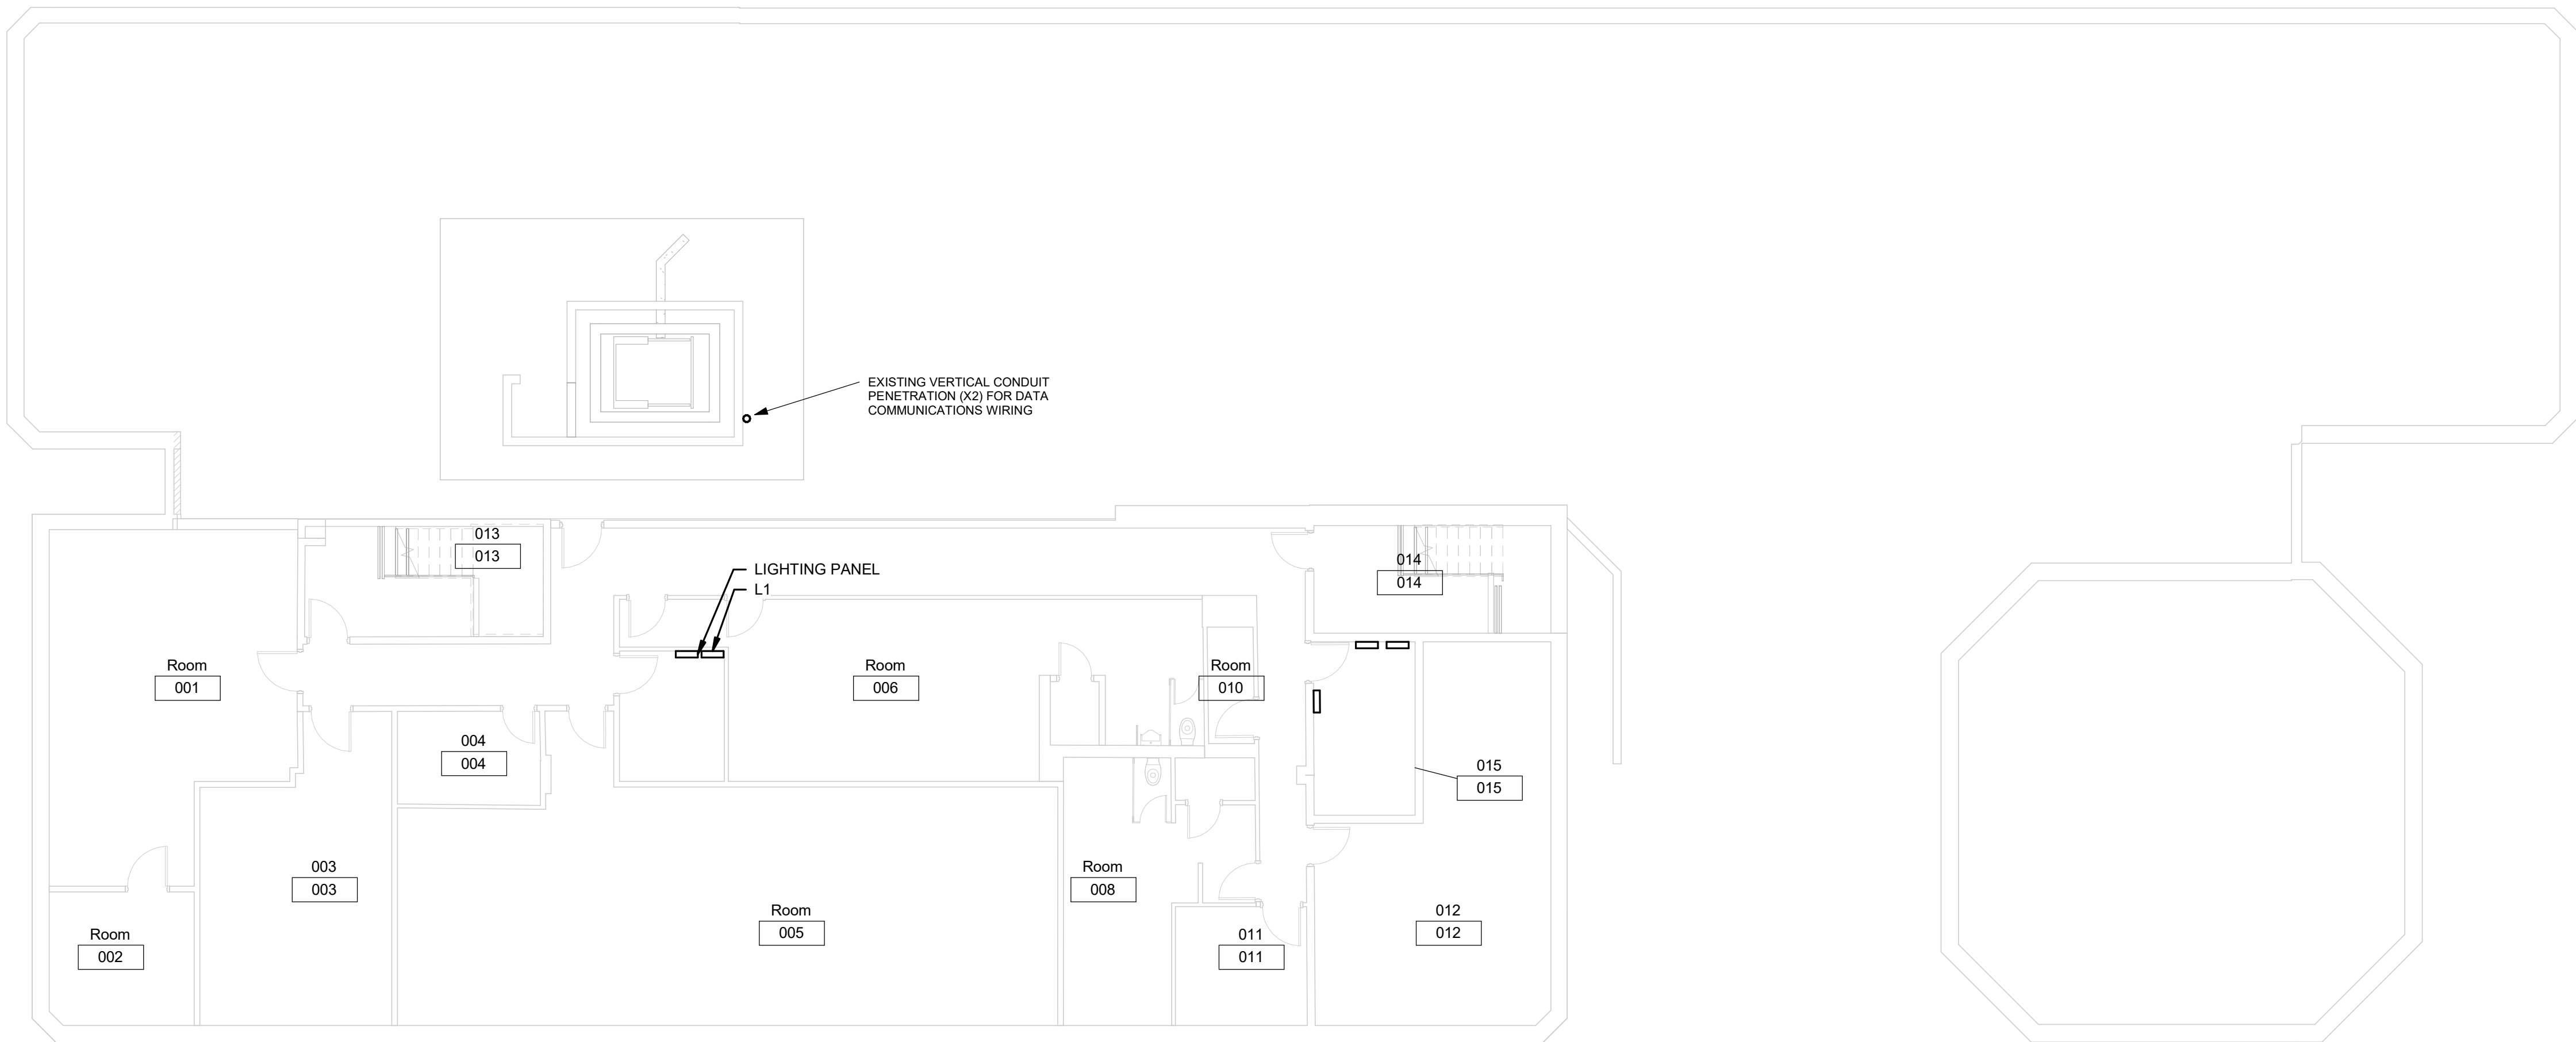 EXISTING VERTICAL CONDUIT
PENETRATION (X2) FOR DATA
COMMUNICATIONS WIRING
013
013
014
014
LIGHTING PANEL
L1
Room
001
Room
006
Room
010
004
004
015
015
003
003
Room
008
Room
005
012
012
Room
002
011
011